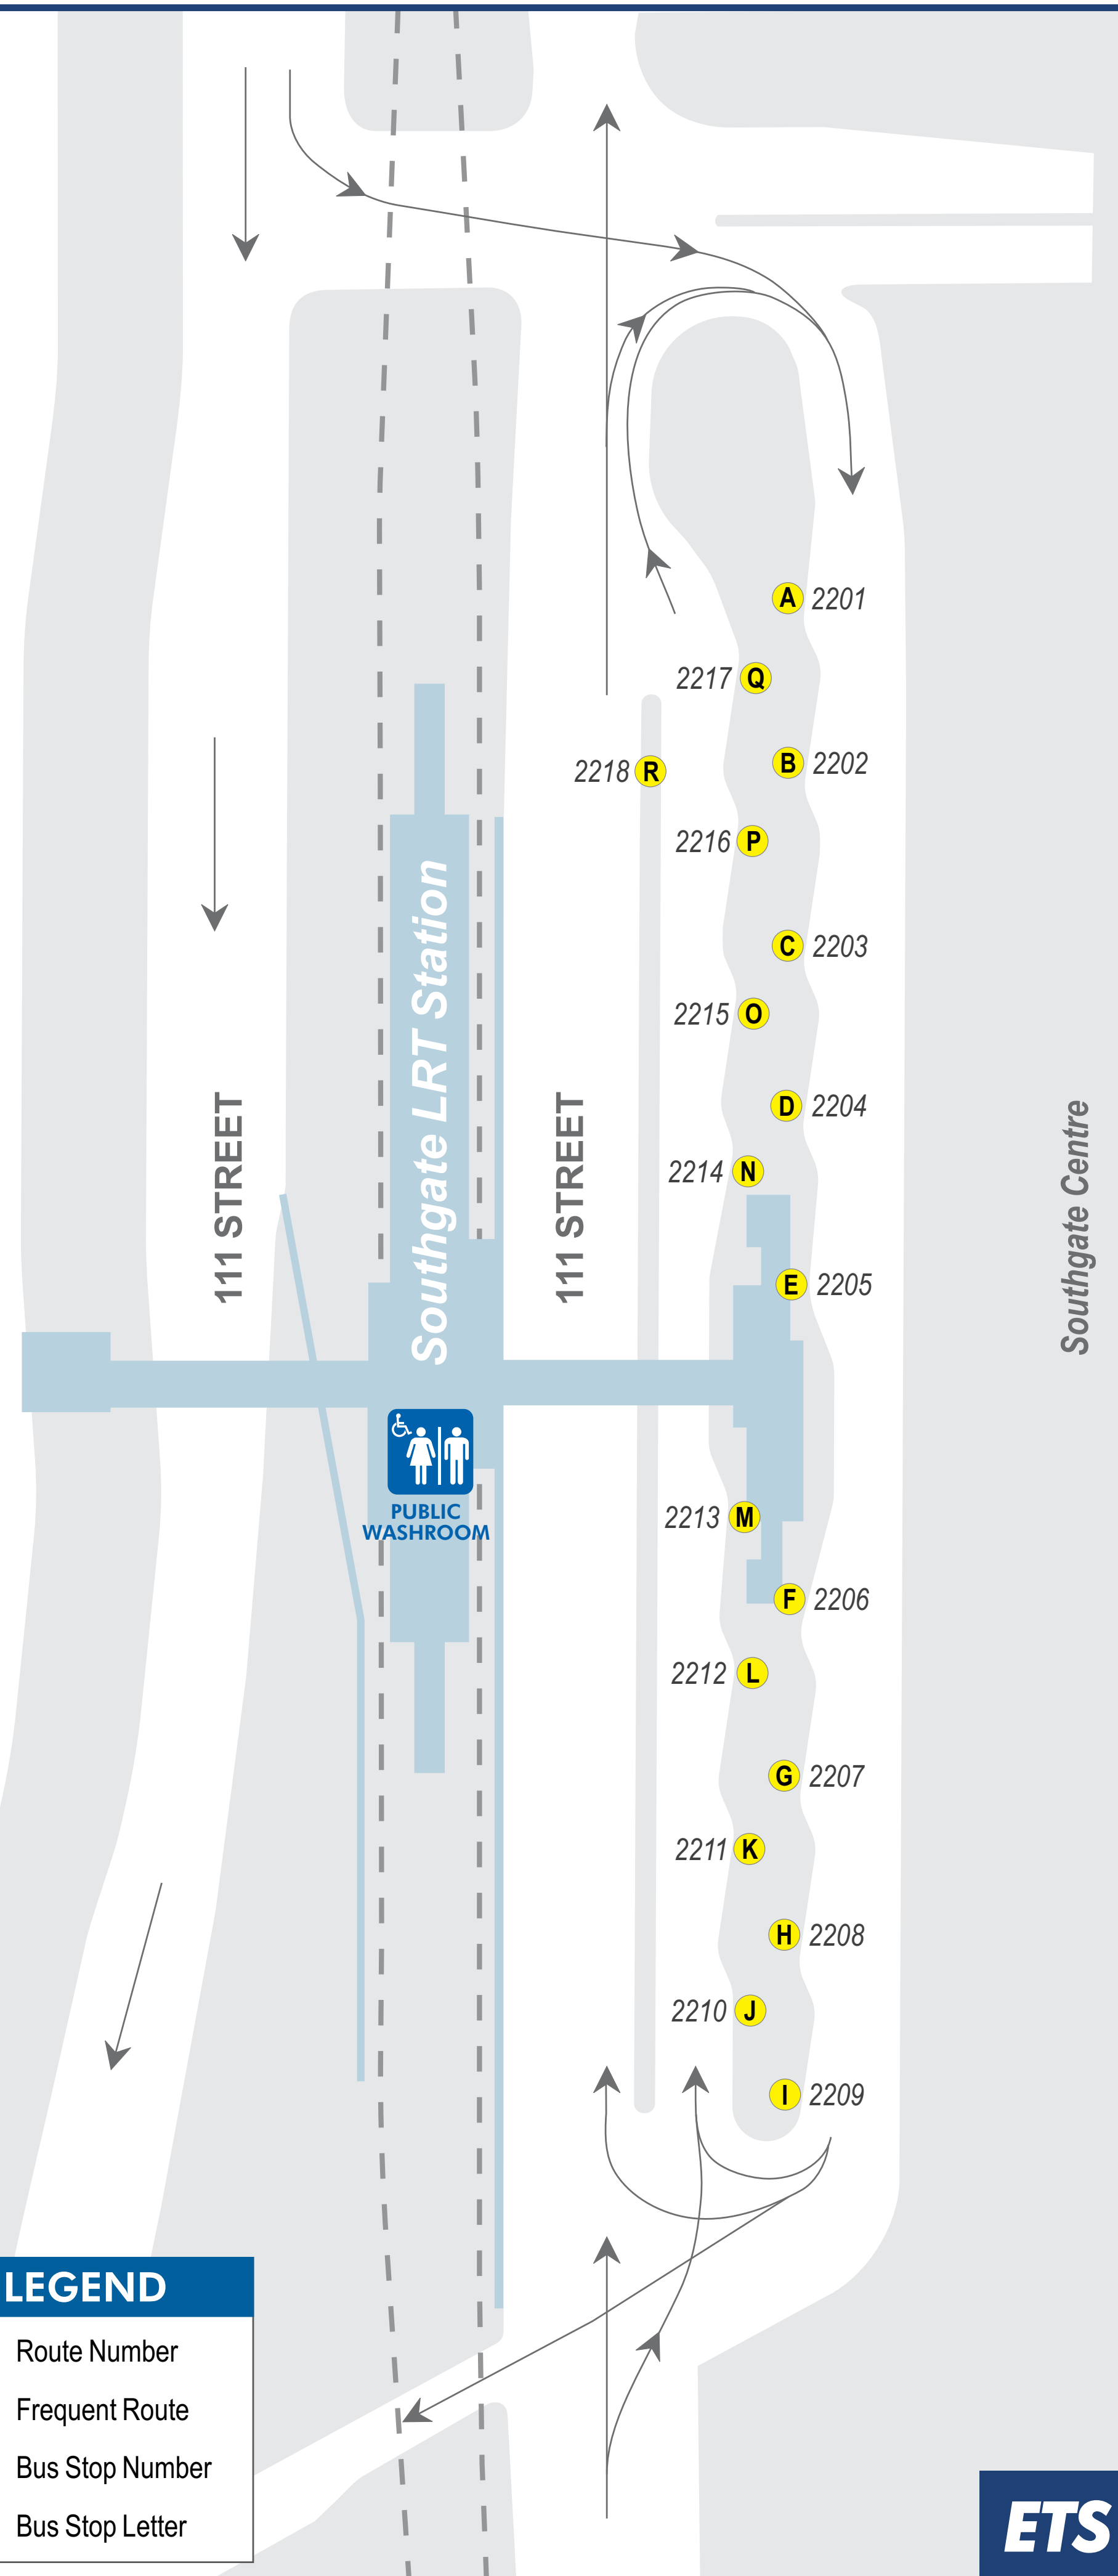 A 2201
2217 Q
B 2202
2218 R
2216 P
C 2203
2215 O
D 2204
2214 N
E 2205
Southgate LRT Station
111 STREET
111 STREET
Southgate Centre
PUBLIC
WASHROOM
2213 M
F 2206
2212 L
G 2207
2211 K
H 2208
2210 J
I 2209
LEGEND
Route Number
Frequent Route
Bus Stop Number
Bus Stop Letter
ETS